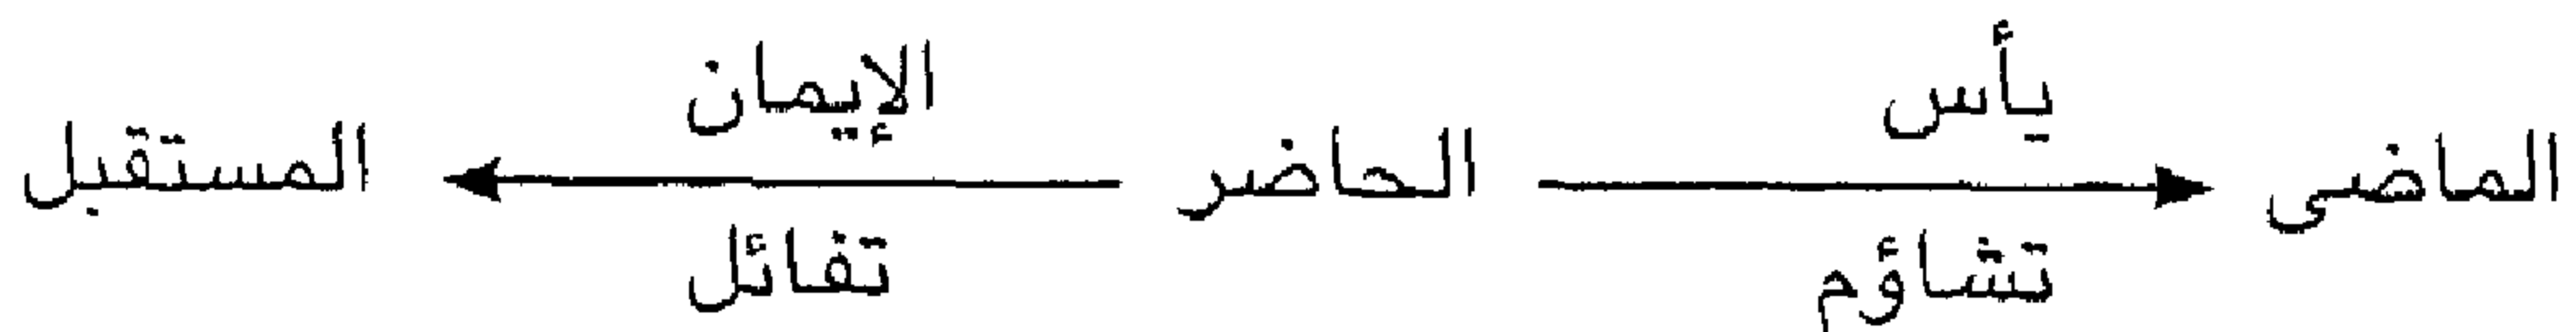 يأس الإيمان
الماضى الحاضر المستقبل
تشاؤم تفائل